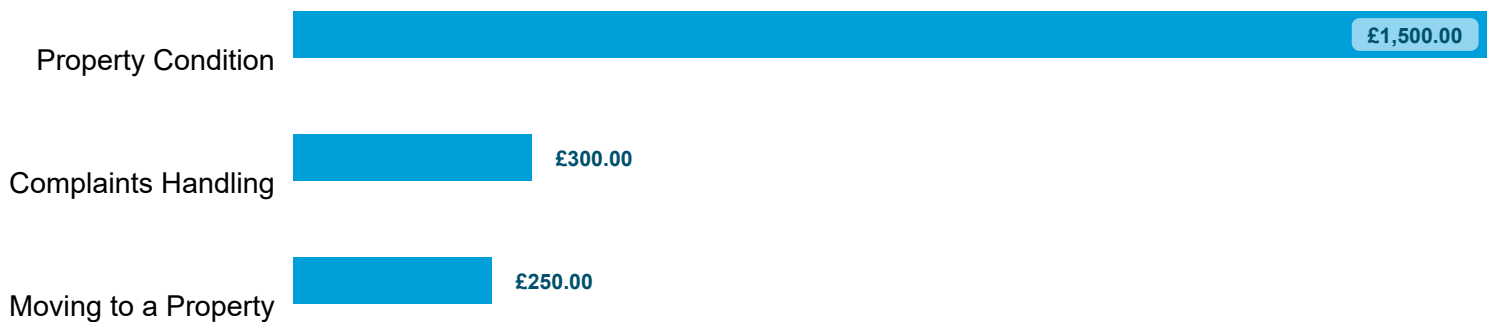 Property Condition £1,500.00
Complaints Handling £300.00
Moving to a Property £250.00